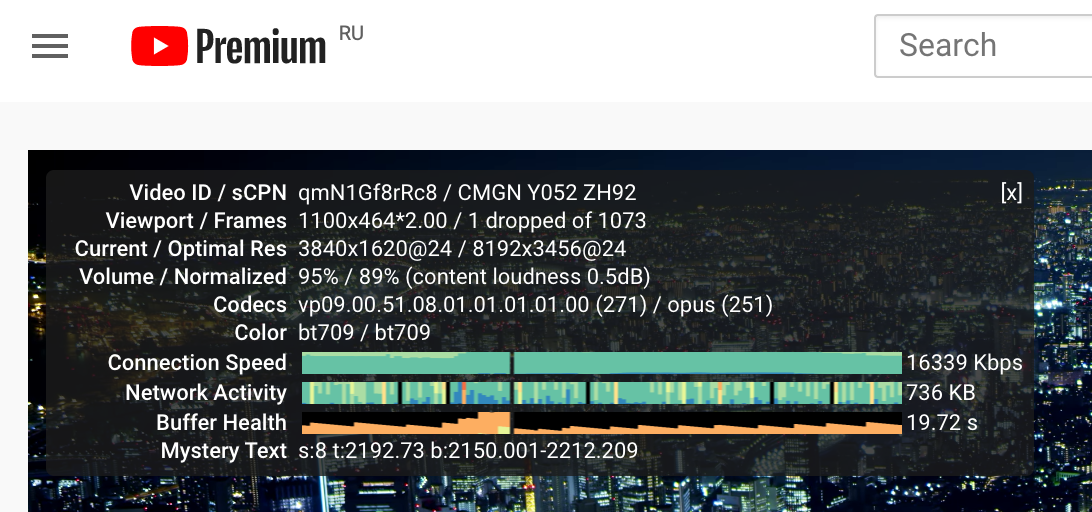 Premium RU
Search
Video ID / sCPN qmN1Gf8rRc8 / CMGN Y052 ZH92 [x]
Viewport / Frames 1100x464*2.00 / 1 dropped of 1073
Current / Optimal Res 3840x1620@24 / 8192x3456@24
Volume / Normalized 95% / 89% (content loudness 0.5dB)
Codecs vp09.00.51.08.01.01.01.01.00 (271) / opus (251)
Color bt709 / bt709
Connection Speed 16339 Kbps
Network Activity 736 KB
Buffer Health 19.72 s
Mystery Text s:8 t:2192.73 b:2150.001-2212.209